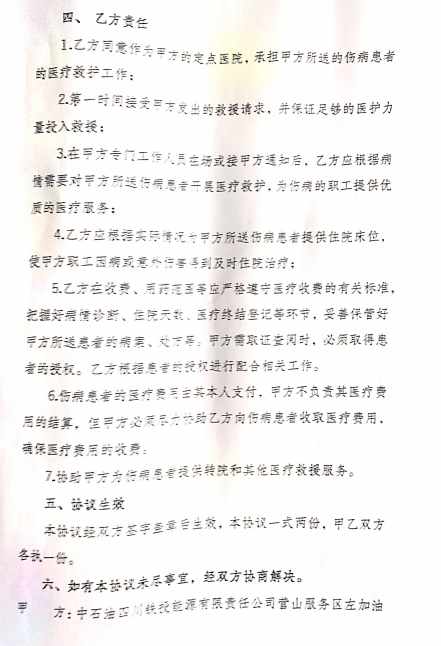 四、 乙方责任
1.乙方同意作为甲方的定点医院，承担甲方所送的伤病患者
的医疗救护工作；
2.第一时间接受甲方发出的救援请求，并保证足够的医护力
量投入救援；
3.在甲方专门工作人员在场或接甲方通知后，乙方应根据病
情需要对甲方所送伤病患者开展医疗救护，为伤病的职工提供优
质的医疗服务；
4.乙方应根据实际情况为甲方所送伤病患者提供住院床位，
使甲方职工因病或意外伤害得到及时住院治疗；
5.乙方在收费、用药范围等应严格遵守医疗收费的有关标准，
把握好病情诊断、住院天数、医疗终结登记等环节，妥善保管好
甲方所送患者的病案、处方等。甲方需取证查阅时，必须取得患
者的授权。乙方根据患者的授权进行配合相关工作。
6.伤病患者的医疗费用由其本人支付，甲方不负责其医疗费
用的结算，但甲方必须尽力协助乙方向伤病患者收取医疗费用，
确保医疗费用的收费。
7.协助甲方为伤病患者提供转院和其他医疗救援服务。
五、协议生效
本协议经双方签字盖章后生效，本协议一式两份，甲乙双方
各执一份。
六、如有本协议未尽事宜，经双方协商解决。
甲 方：中石油四川铁投能源有限责任公司营山服务区左加油